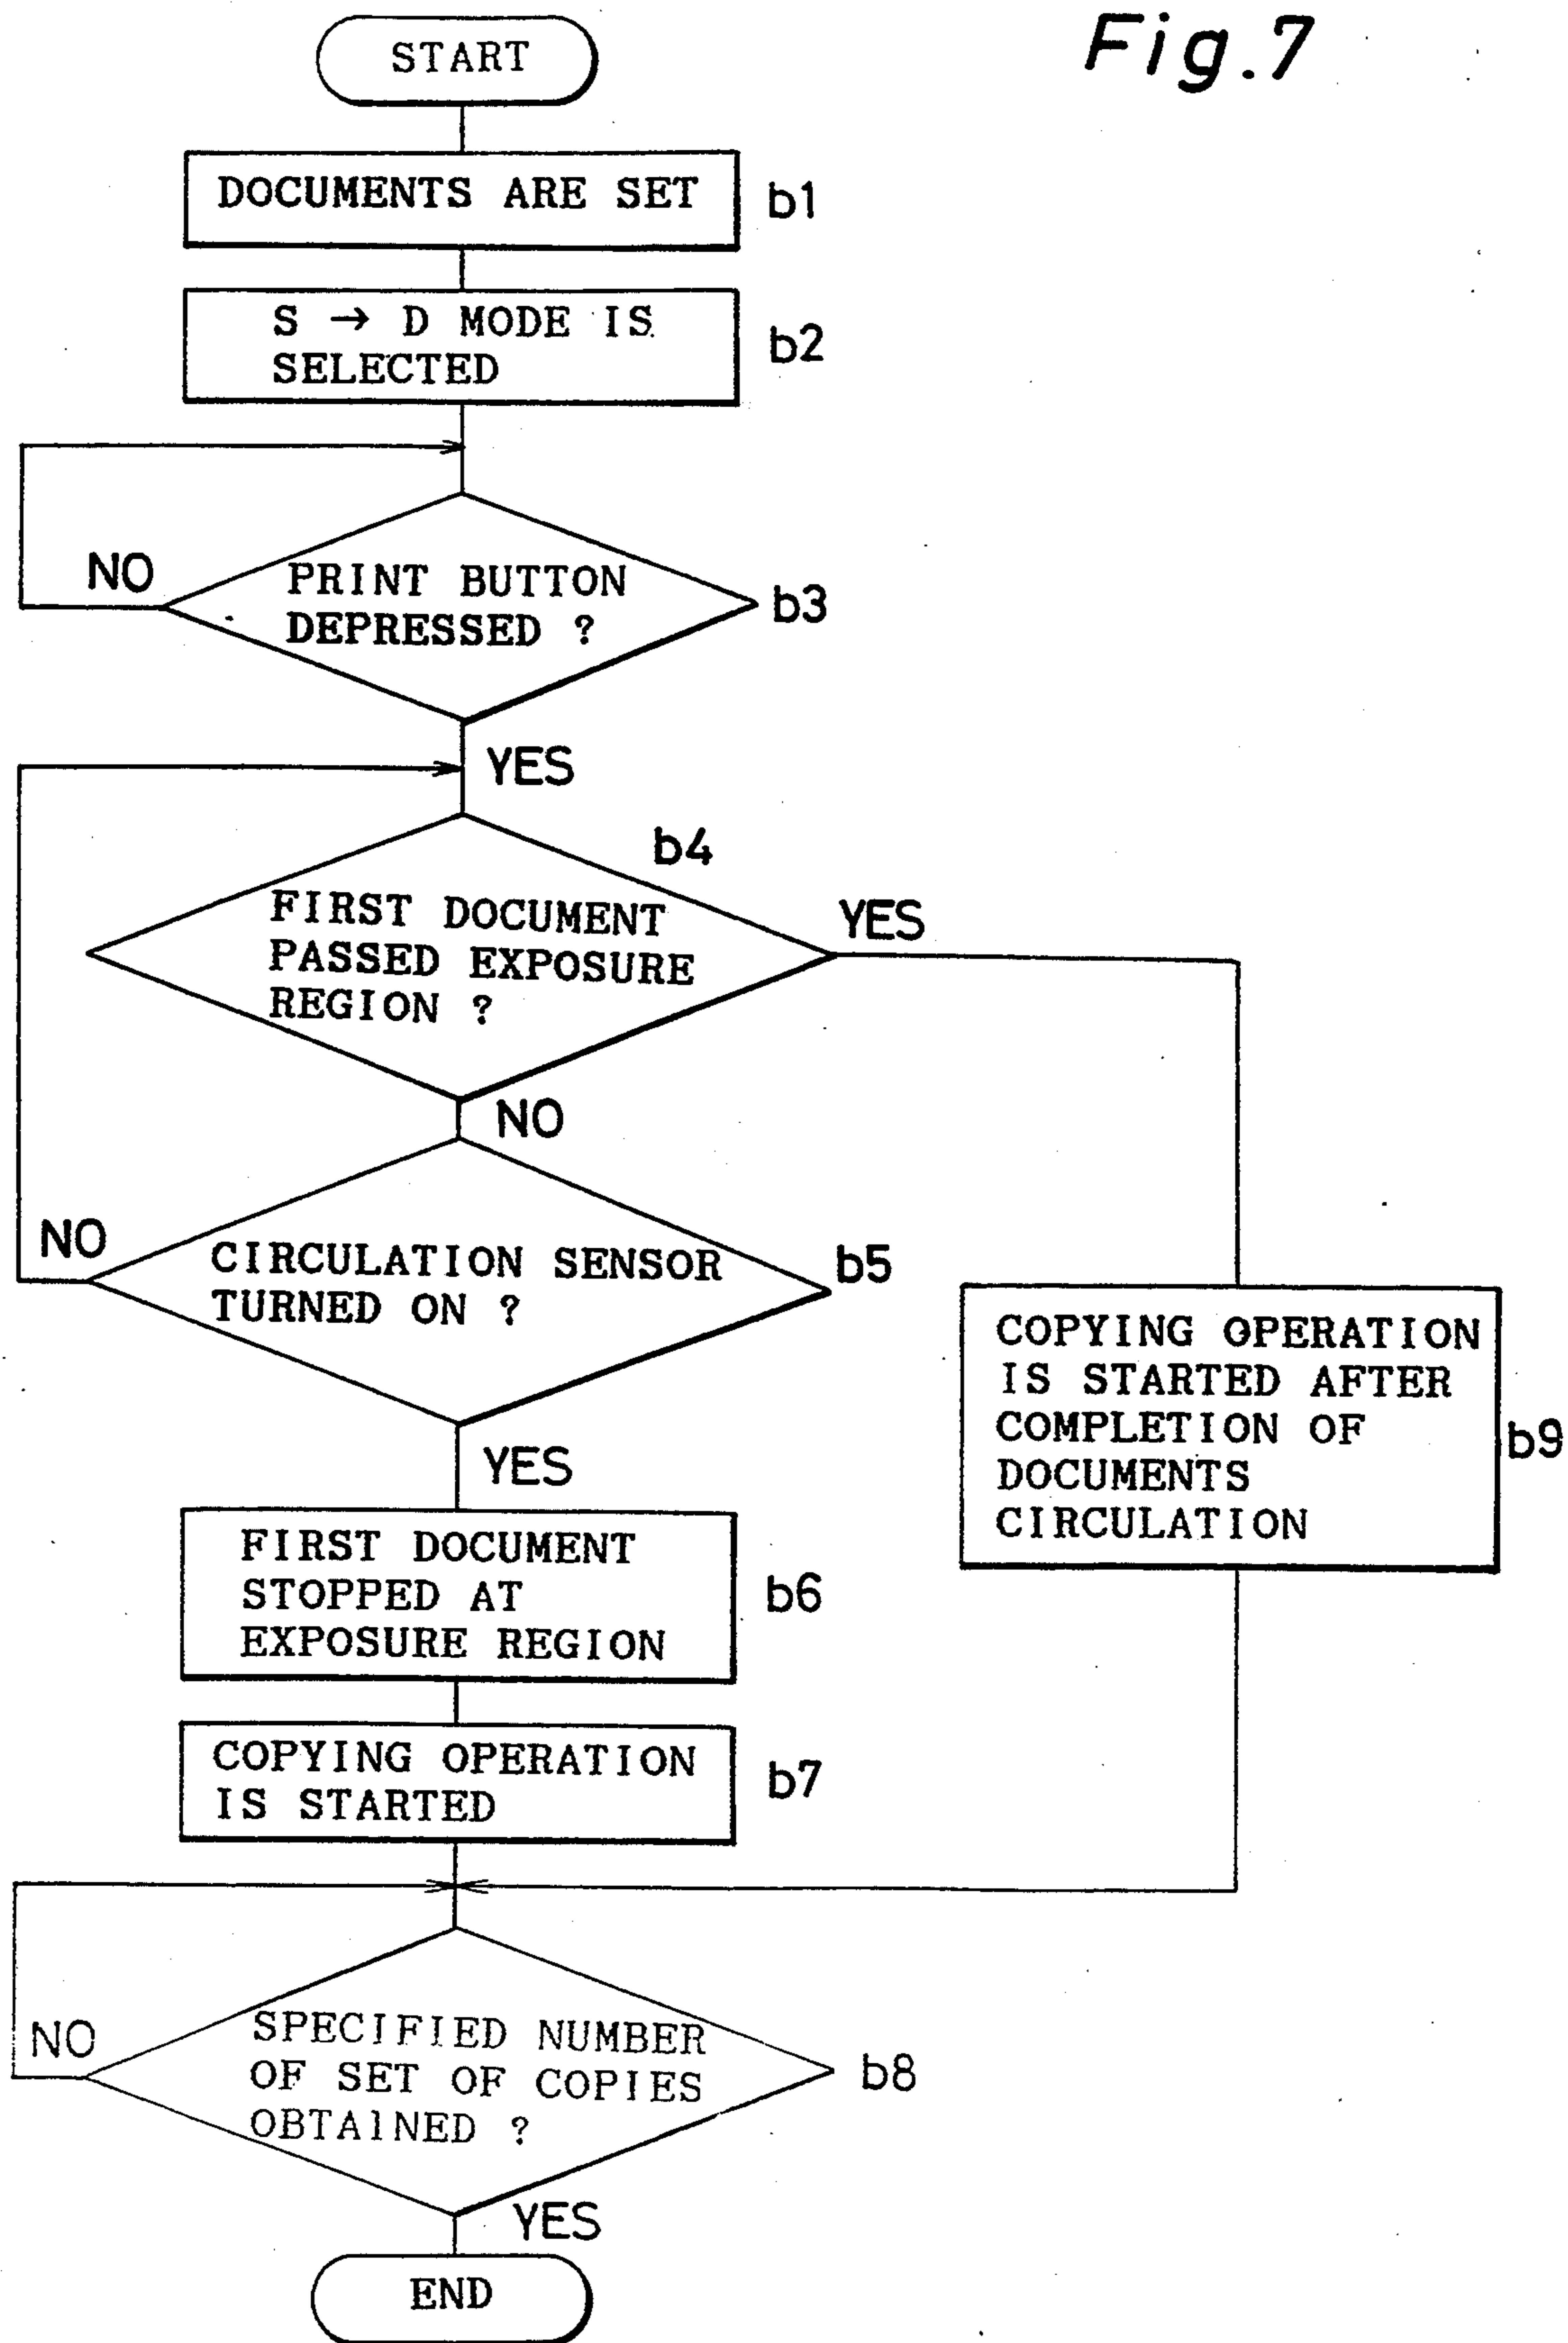 Fig.7
START
DOCUMENTS ARE SET
b1
S → D MODE IS
SELECTED
b2
NO
PRINT BUTTON
DEPRESSED ?
b3
YES
b4
FIRST DOCUMENT
PASSED EXPOSURE
REGION ?
YES
NO
NO
CIRCULATION SENSOR
TURNED ON ?
b5
YES
COPYING OPERATION
IS STARTED AFTER
COMPLETION OF
DOCUMENTS
CIRCULATION
b9
FIRST DOCUMENT
STOPPED AT
EXPOSURE REGION
b6
COPYING OPERATION
IS STARTED
b7
NO
SPECIFIED NUMBER
OF SET OF COPIES
OBTAINED ?
b8
YES
END